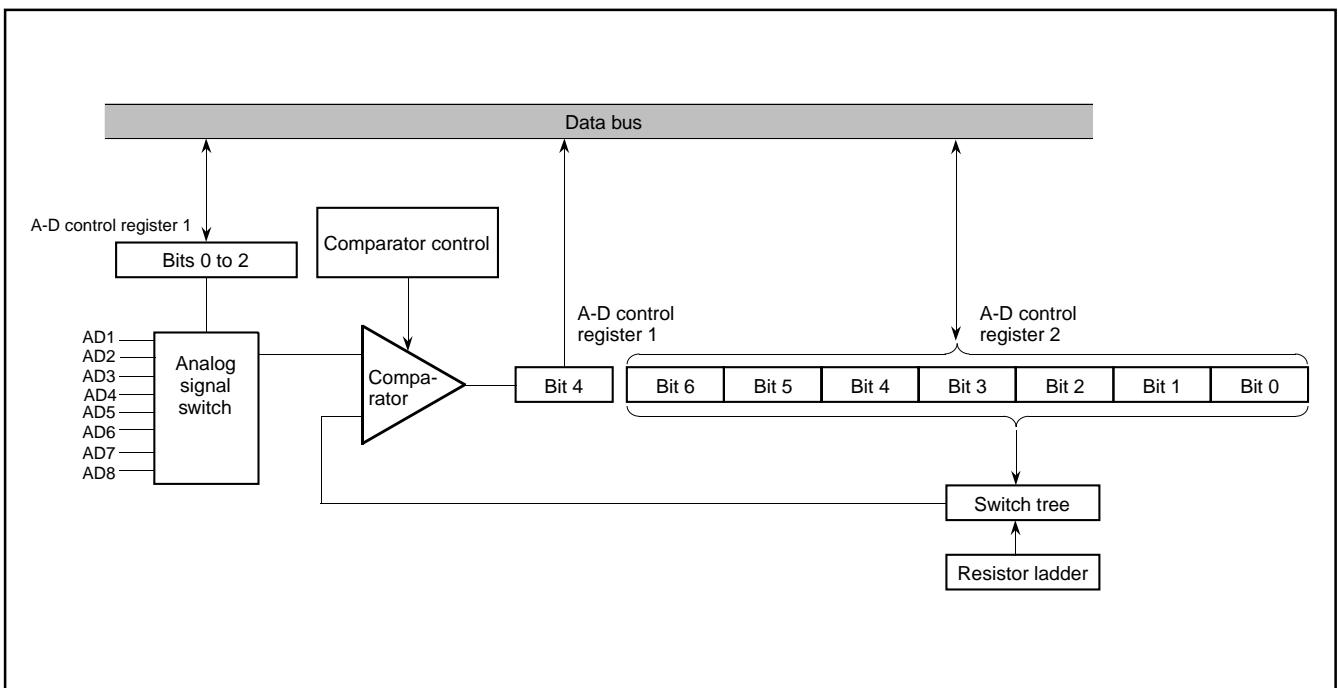 Data bus
A-D control register 1
Bits 0 to 2
Comparator control
A-D control
register 1
A-D control
register 2
AD1
AD2
AD3
AD4
AD5
AD6
AD7
AD8
Analog
signal
switch
Compa-
rator
Bit 4
Bit 6
Bit 5
Bit 4
Bit 3
Bit 2
Bit 1
Bit 0
Switch tree
Resistor ladder